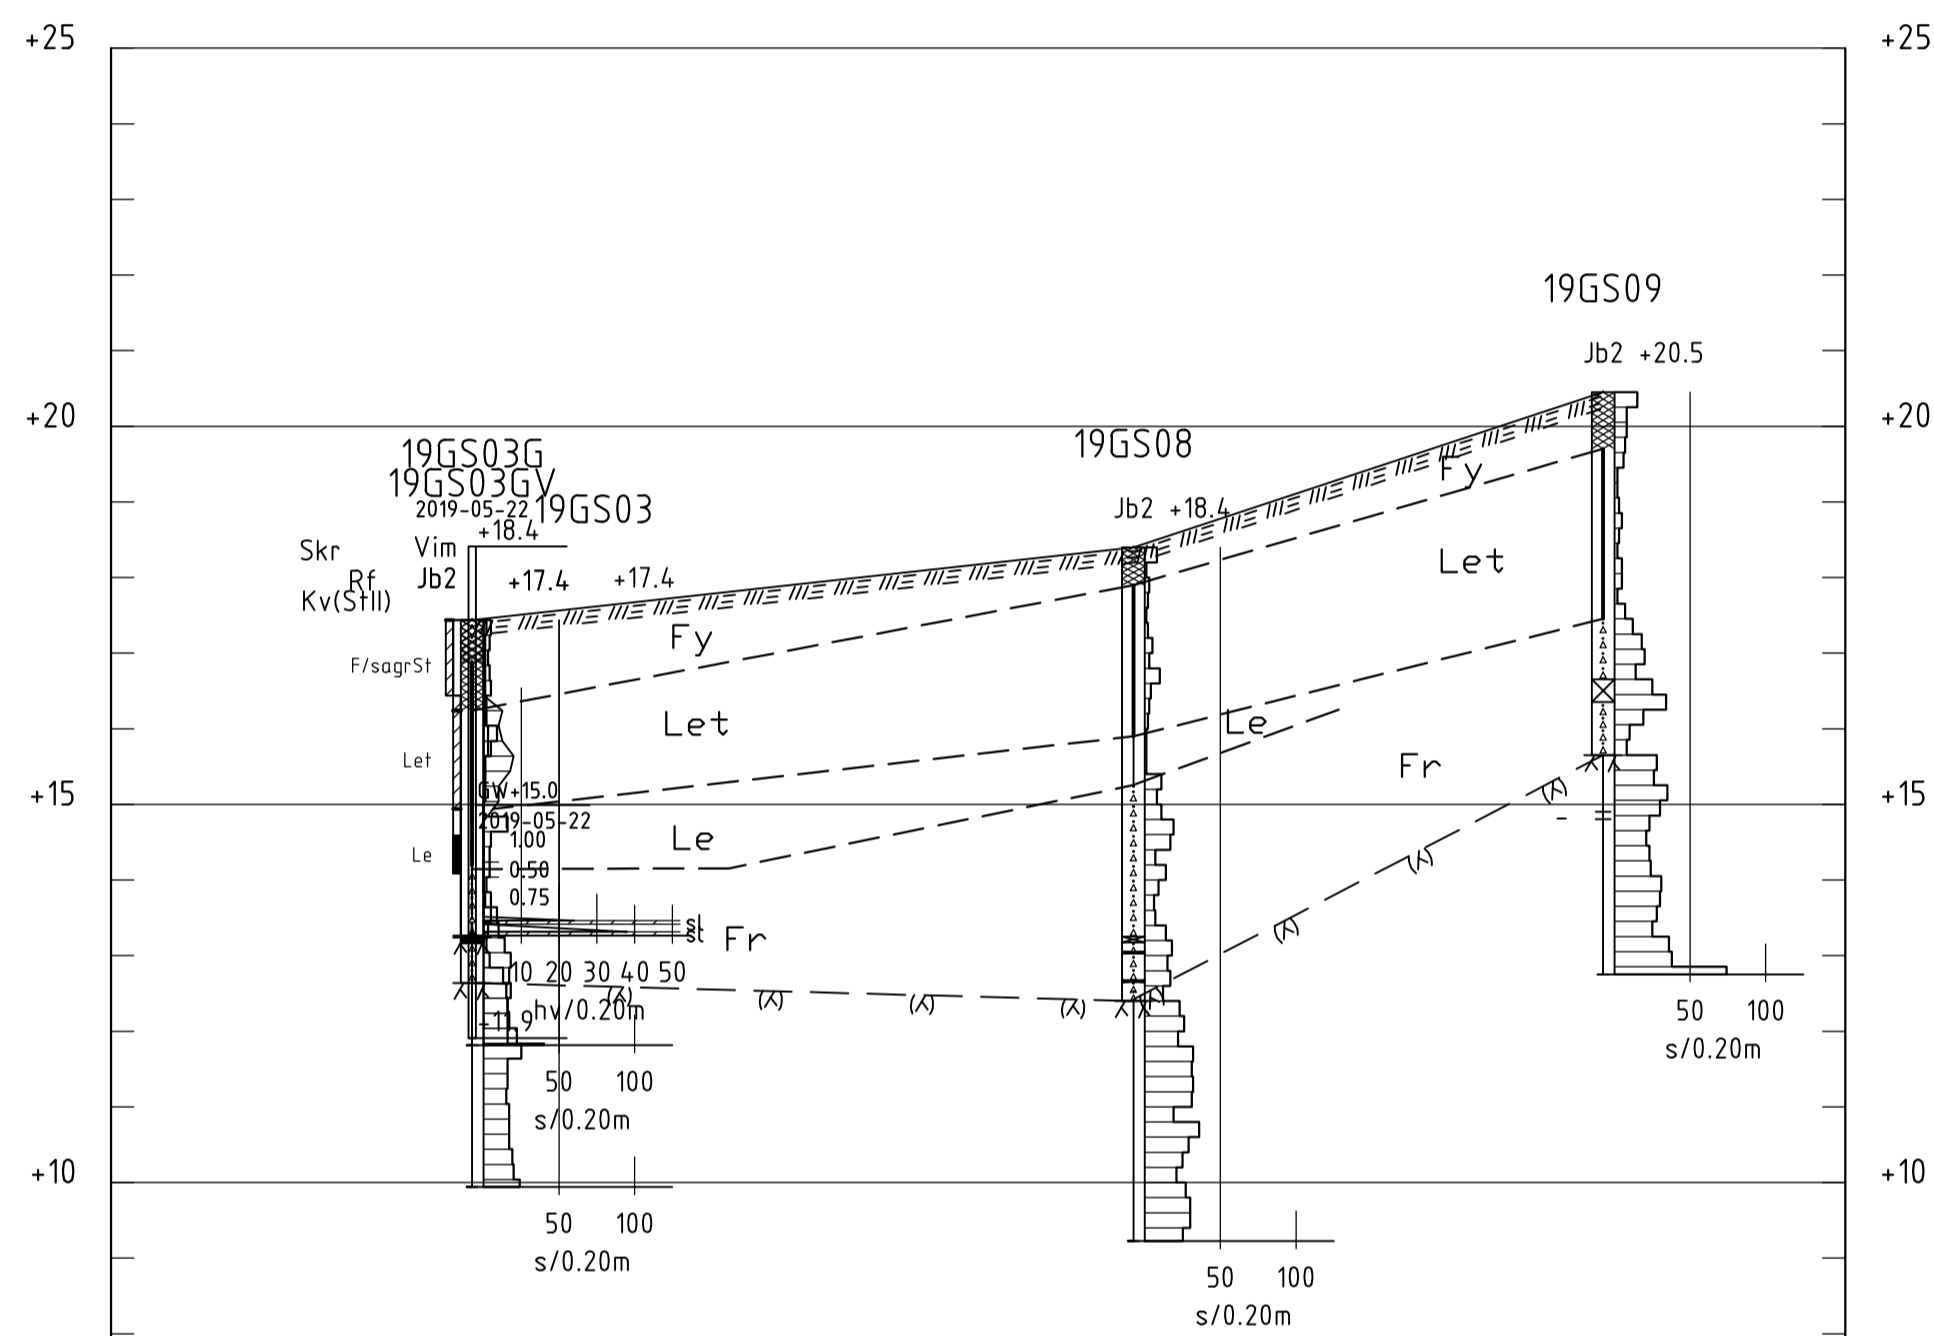 +25 +25
19GS09
Jb2 +20.5
+20 +20
19GS03G
19GS03GV
2019-05-22 19GS03
+18.4
19GS08
Jb2 +18.4
Fy
Skr Vim
Rf Jb2 +17.4 +17.4
Kv(StII)
Let
F/sagrSt
Fy
Let
Let
Le
Fr
+15 +15
GW+15.0
2019-05-22
1.00
Le
Le
0.50
0.75
(⅄)
(⅄)
st
st
Fr
(⅄)
10 20 30 40 50
(⅄) (⅄) (⅄) (⅄)
hv/0.20m
+11.9
50 100
s/0.20m
50 100
s/0.20m
+10 +10
50 100
s/0.20m
50 100
s/0.20m